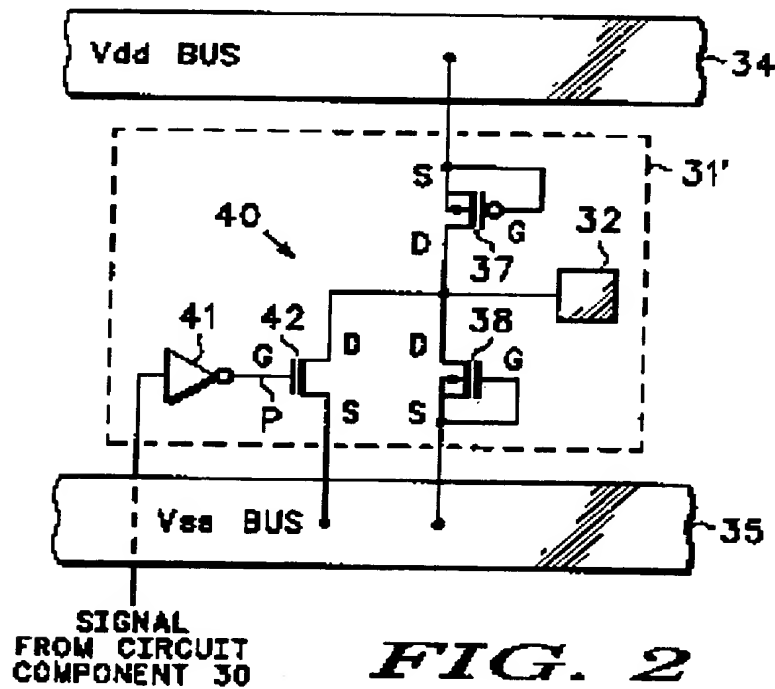 Vdd BUS
34
31'
S
40
G
32
D
37
41
42
38
G
D
D
G
P
S
S
Vss BUS
35
SIGNAL
FROM CIRCUIT
COMPONENT 30
FIG. 2